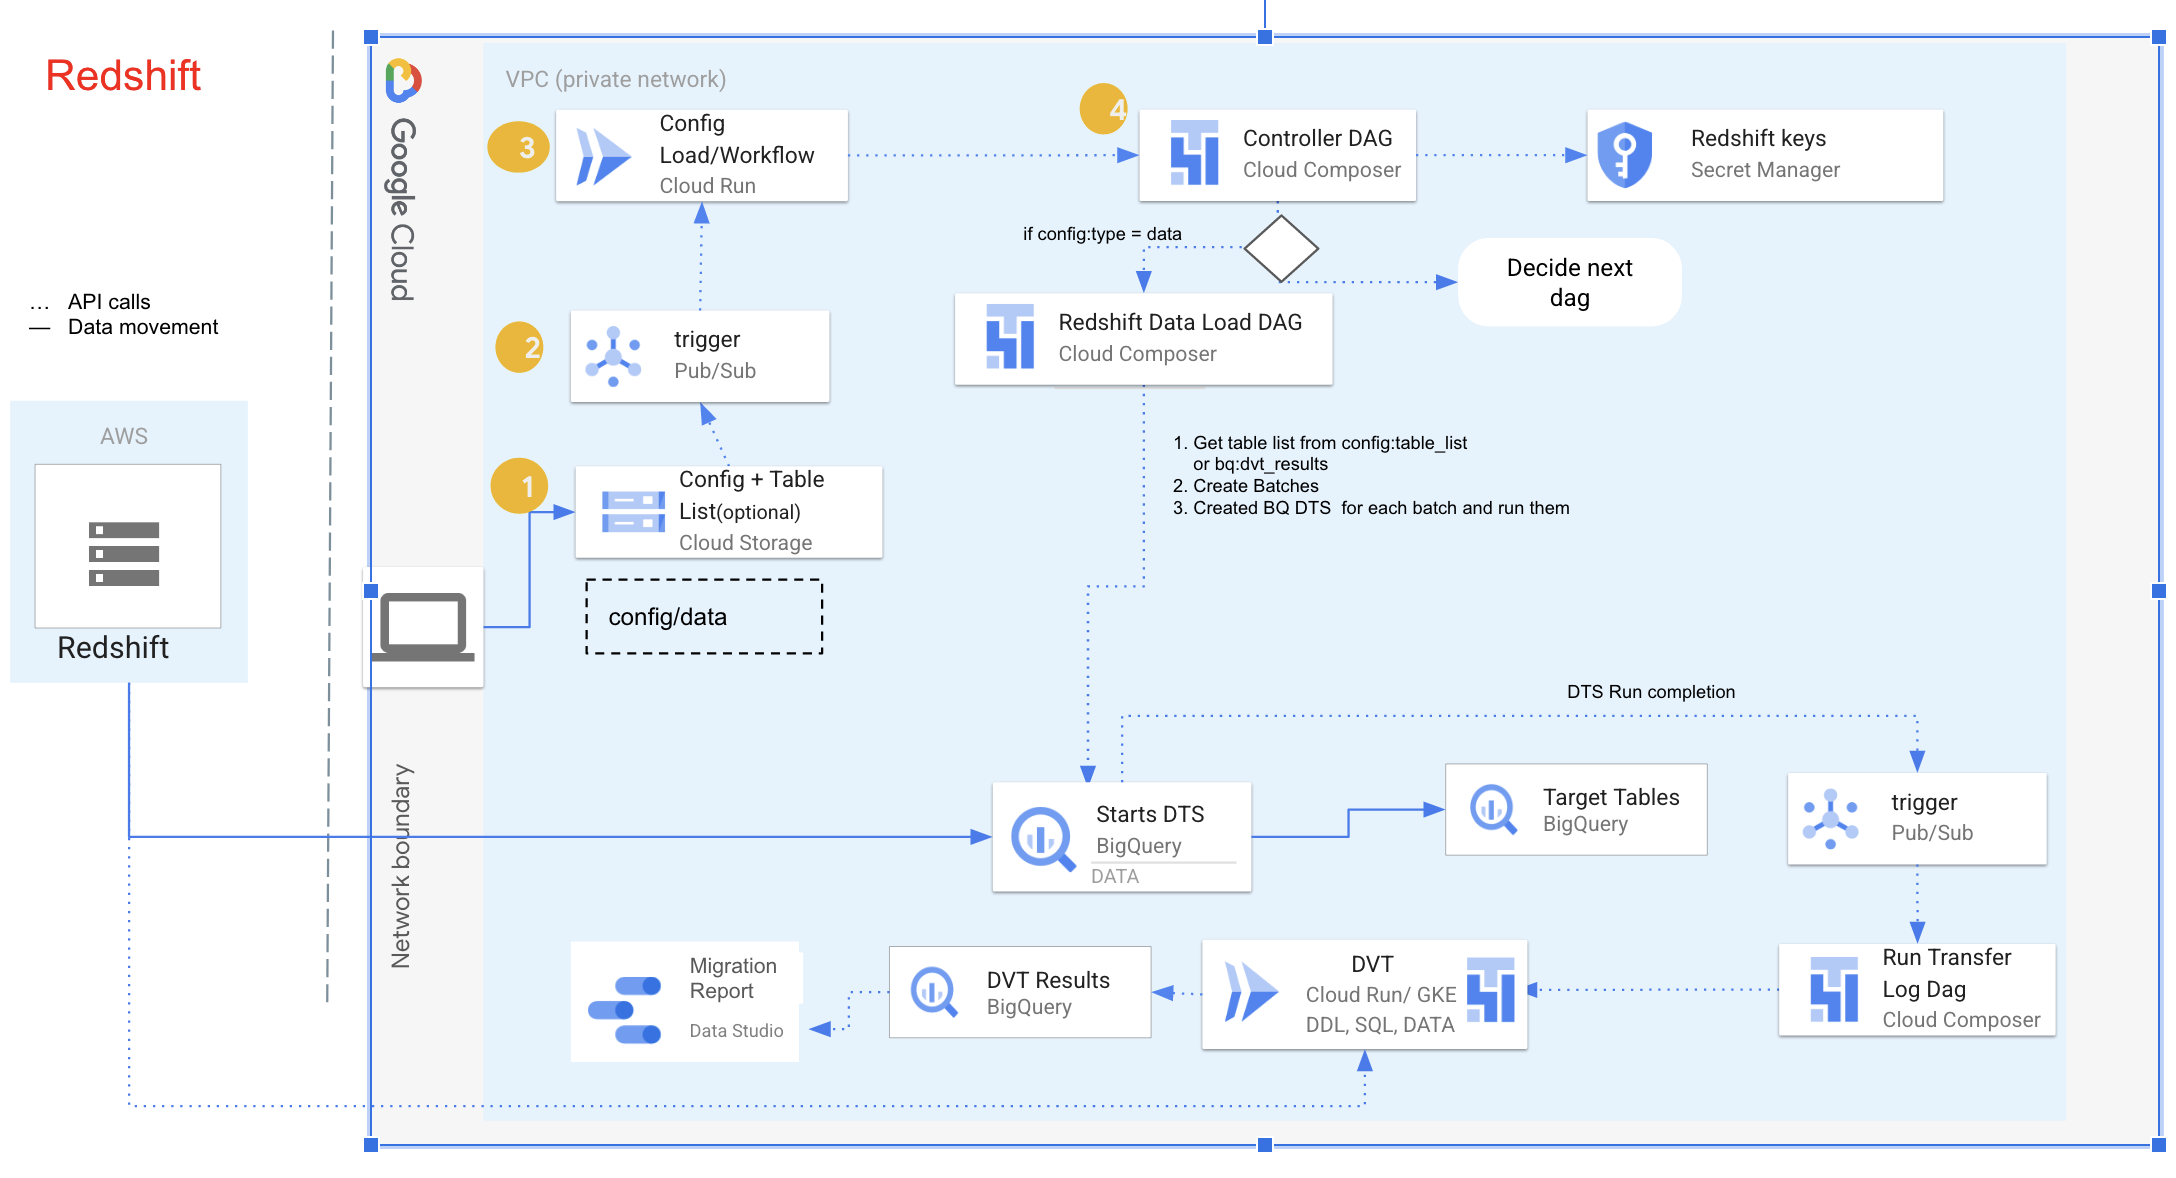 Redshift
… API calls
— Data movement
AWS
Redshift
Google Cloud
Network boundary
VPC (private network)
3
Config
Load/Workflow
Cloud Run
4
Controller DAG
Cloud Composer
Redshift keys
Secret Manager
if config:type = data
Decide next
dag
2
trigger
Pub/Sub
Redshift Data Load DAG
Cloud Composer
1
Config + Table
List(optional)
Cloud Storage
config/data
1. Get table list from config:table_list
or bq:dvt_results
2. Create Batches
3. Created BQ DTS for each batch and run them
DTS Run completion
Starts DTS
BigQuery
DATA
Target Tables
BigQuery
trigger
Pub/Sub
Migration
Report
Data Studio
DVT Results
BigQuery
DVT
Cloud Run/ GKE
DDL, SQL, DATA
Run Transfer
Log Dag
Cloud Composer